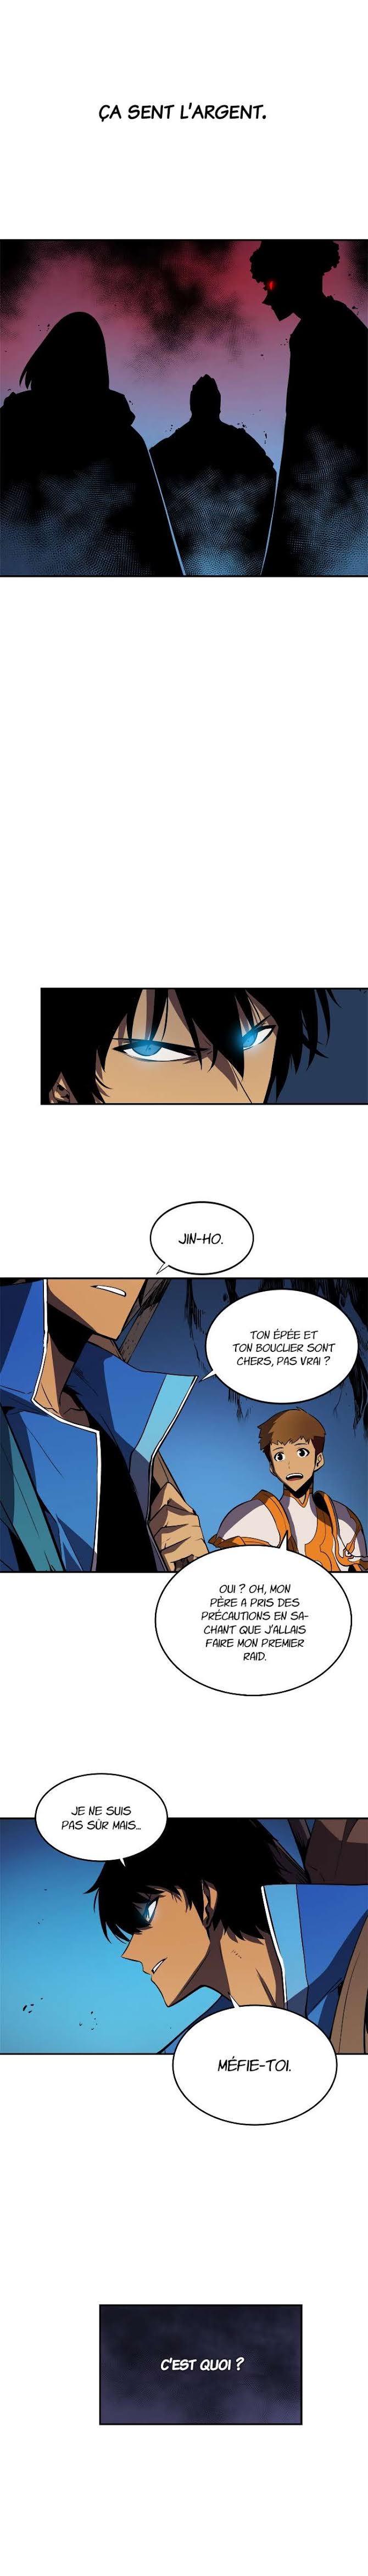 ÇA SENT L'ARGENT.
JIN-HO.
TON ÉPÉE ET
TON BOUCLIER SONT
CHERS, PAS VRAI ?
OUI ? OH, MON
PÈRE A PRIS DES
PRÉCAUTIONS EN SA-
CHANT QUE J'ALLAIS
FAIRE MON PREMIER
RAID.
JE NE SUIS
PAS SÛR MAIS...
MÉFIE-TOI.
C'EST QUOI ?